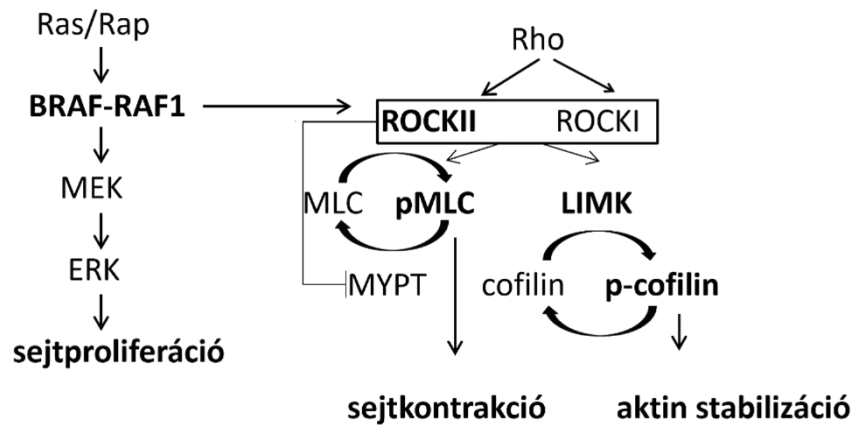 Ras/Rap
Rho
BRAF-RAF1
ROCKII
ROCKI
MEK
MLC
pMLC
LIMK
ERK
MYPT
cofilin
p-cofilin
sejtproliferáció
sejtkontrakció
aktin stabilizáció